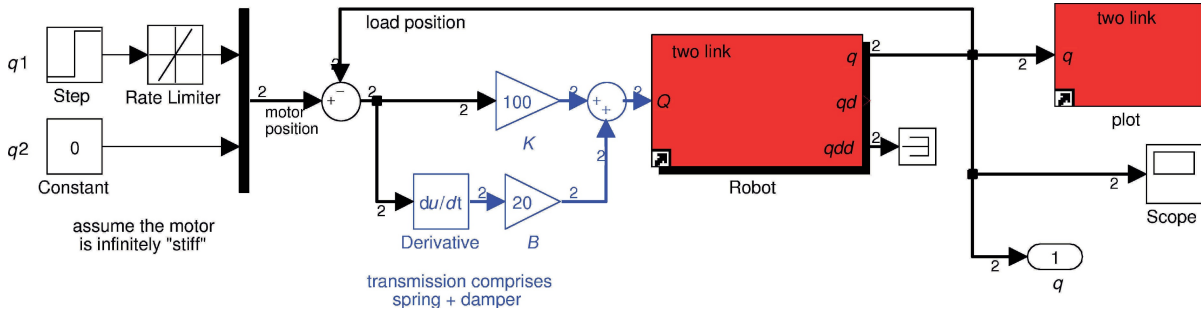 q1
Step
Rate Limiter
q2
0
Constant
assume the motor
is infinitely "stiff"
2
motor
position
load position
2
+
−
2
100
K
2
2
+
+
2
2
du/dt
Derivative
2
20
B
2
2
transmission comprises
spring + damper
two link
Q
q
qd
qdd
Robot
2
2
two link
q
plot
2
2
Scope
2
1
q